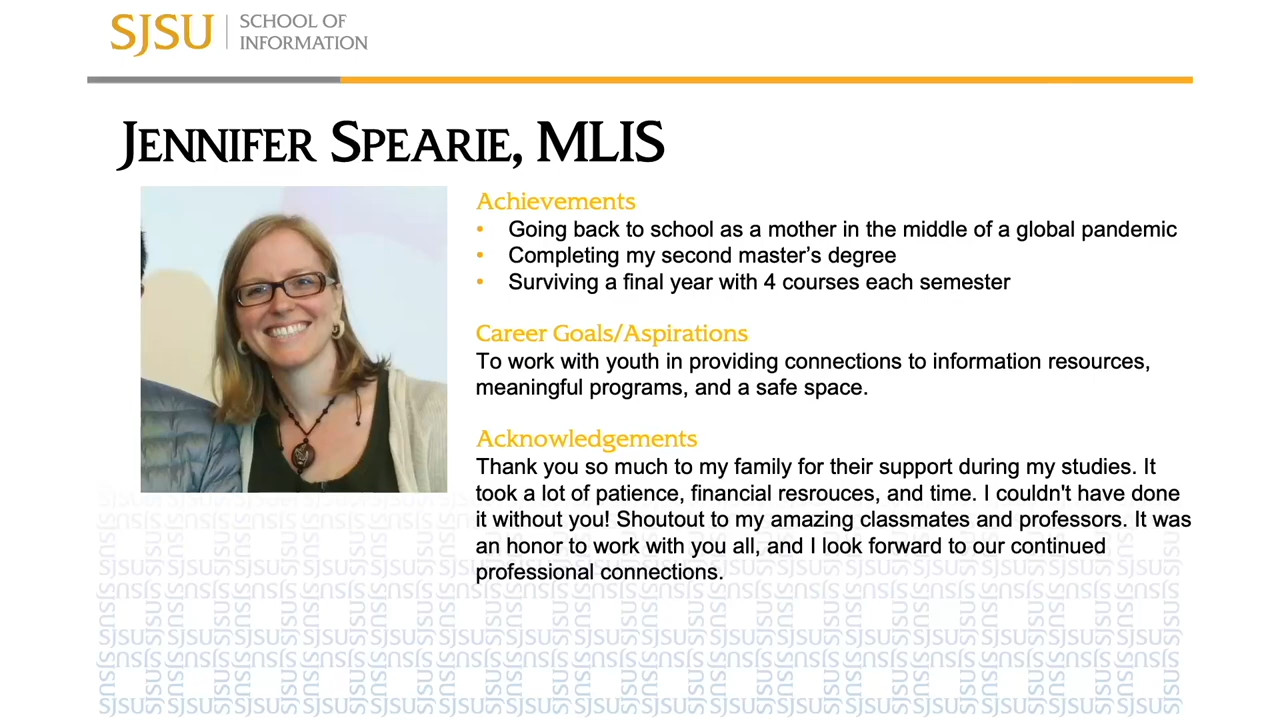 SJSU
SCHOOL OF
INFORMATION
JENNIFER SPEARIE, MLIS
Achievements
• Going back to school as a mother in the middle of a global pandemic
• Completing my second master’s degree
• Surviving a final year with 4 courses each semester
Career Goals/Aspirations
To work with youth in providing connections to information resources,
meaningful programs, and a safe space.
Acknowledgements
Thank you so much to my family for their support during my studies. It
took a lot of patience, financial resrouces, and time. I couldn't have done
it without you! Shoutout to my amazing classmates and professors. It was
an honor to work with you all, and I look forward to our continued
professional connections.